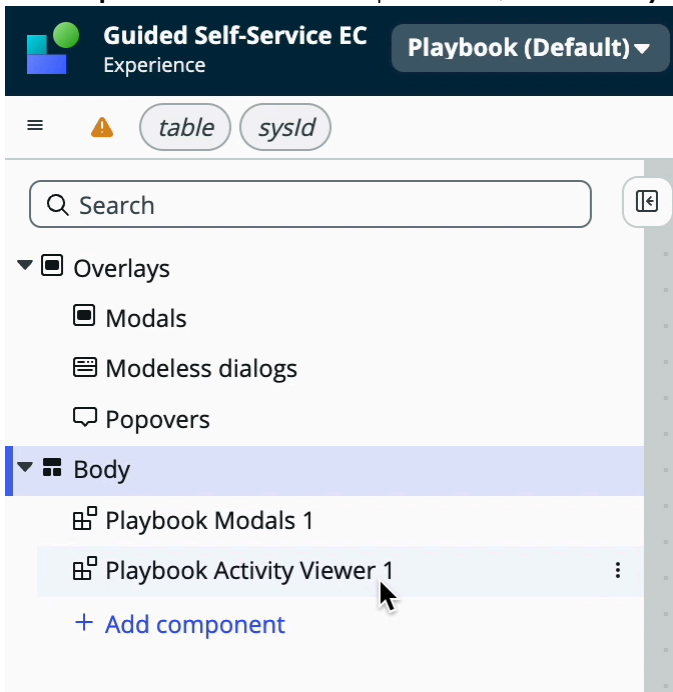 Guided Self-Service EC
Experience
Playbook (Default)
table
sysId
Search
Overlays
Modals
Modeless dialogs
Popovers
Body
Playbook Modals 1
Playbook Activity Viewer 1
+ Add component